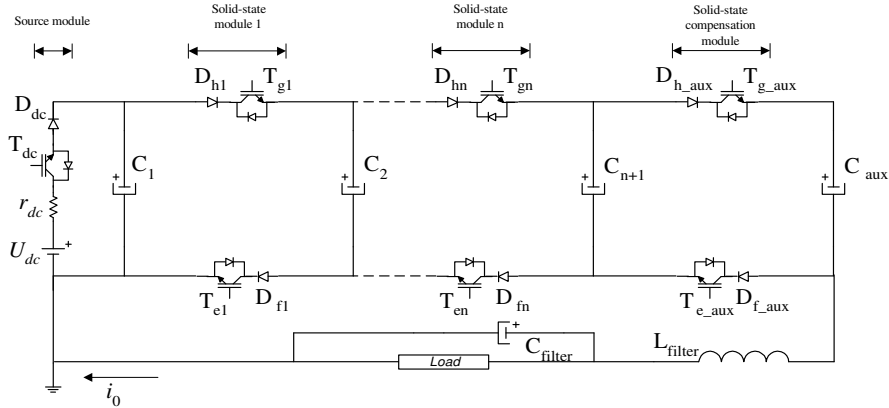 Source module
Solid-state
module 1
Solid-state
module n
Solid-state
compensation
module
D_h1
T_g1
D_hn
T_gn
D_h_aux
T_g_aux
D_dc
T_dc
r_dc
U_dc
+
+
C_1
+
C_2
+
C_n+1
+
C_aux
T_e1
D_f1
T_en
D_fn
T_e_aux
D_f_aux
+
C_filter
Load
L_filter
i_0